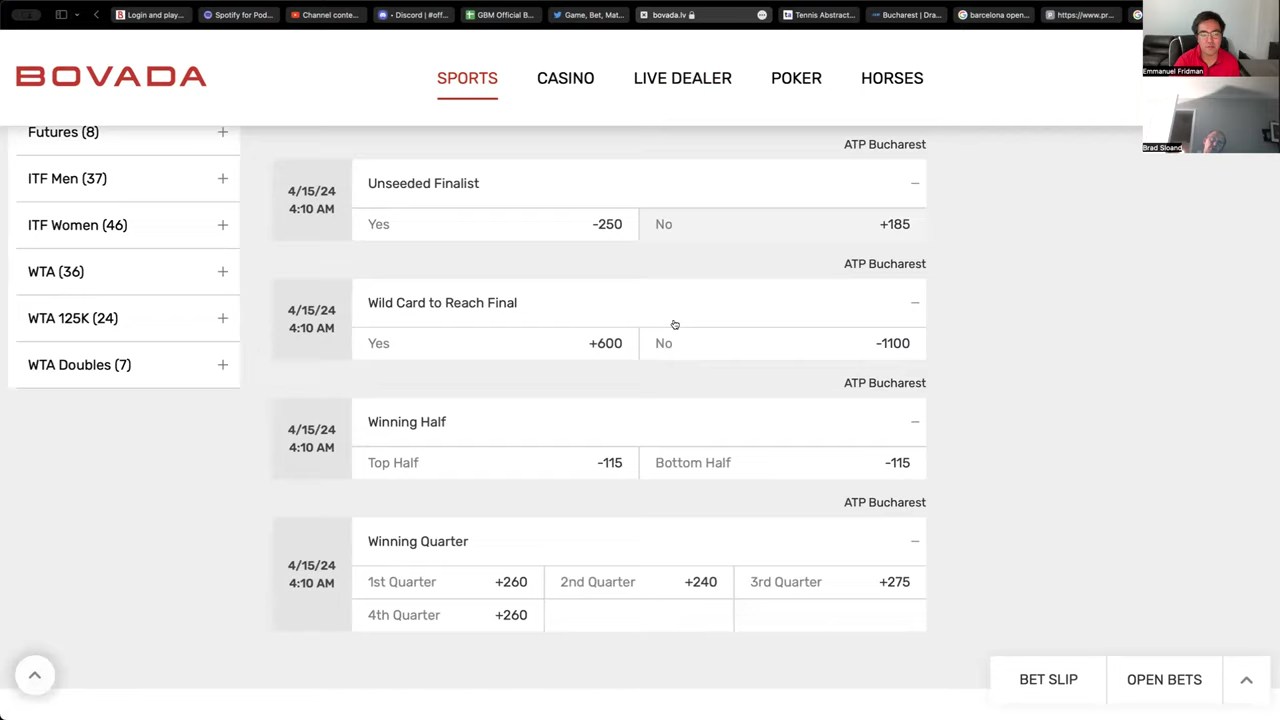 Login and play...
Spotify for Pod...
Channel conte...
Discord | #off...
GBM Official B...
Game, Bet, Mat...
bovada.lv
Tennis Abstract...
Bucharest | Dra...
barcelona open...
https://www.pr...
BOVADA
SPORTS
CASINO
LIVE DEALER
POKER
HORSES
Emmanuel Fridman
Brad Sloand
Futures (8)
ITF Men (37)
ITF Women (46)
WTA (36)
WTA 125K (24)
WTA Doubles (7)
ATP Bucharest
4/15/24
4:10 AM
Unseeded Finalist
Yes -250 No +185
ATP Bucharest
4/15/24
4:10 AM
Wild Card to Reach Final
Yes +600 No -1100
ATP Bucharest
4/15/24
4:10 AM
Winning Half
Top Half -115 Bottom Half -115
ATP Bucharest
4/15/24
4:10 AM
Winning Quarter
1st Quarter +260 2nd Quarter +240 3rd Quarter +275
4th Quarter +260
BET SLIP
OPEN BETS